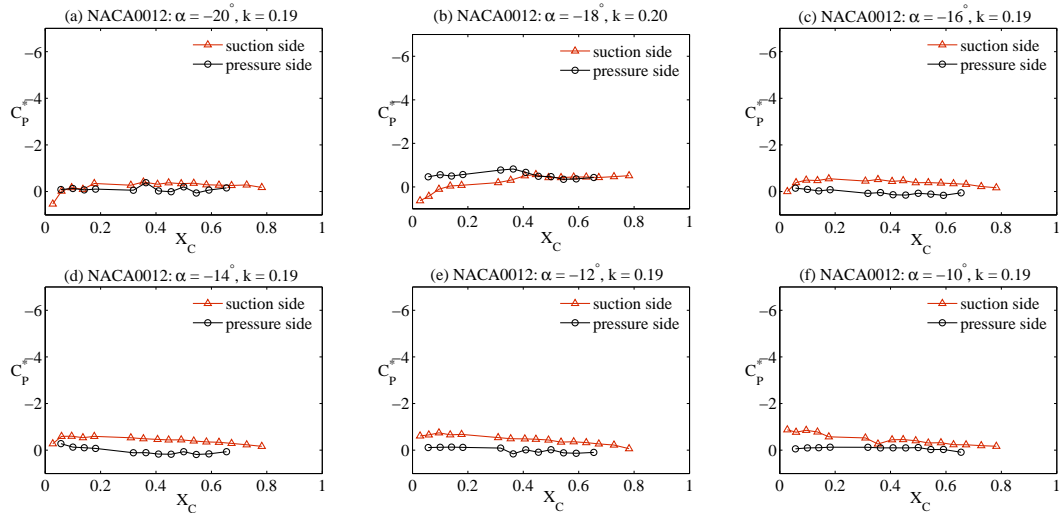 (a) NACA0012: α = −20°, k = 0.19
−6
−4
−2
0
C_P^*
suction side
pressure side
0
0.2
0.4
0.6
0.8
1
X_C
(b) NACA0012: α = −18°, k = 0.20
−6
−4
−2
0
C_P^*
suction side
pressure side
0
0.2
0.4
0.6
0.8
1
X_C
(c) NACA0012: α = −16°, k = 0.19
−6
−4
−2
0
C_P^*
suction side
pressure side
0
0.2
0.4
0.6
0.8
1
X_C
(d) NACA0012: α = −14°, k = 0.19
−6
−4
−2
0
C_P^*
suction side
pressure side
0
0.2
0.4
0.6
0.8
1
X_C
(e) NACA0012: α = −12°, k = 0.19
−6
−4
−2
0
C_P^*
suction side
pressure side
0
0.2
0.4
0.6
0.8
1
X_C
(f) NACA0012: α = −10°, k = 0.19
−6
−4
−2
0
C_P^*
suction side
pressure side
0
0.2
0.4
0.6
0.8
1
X_C